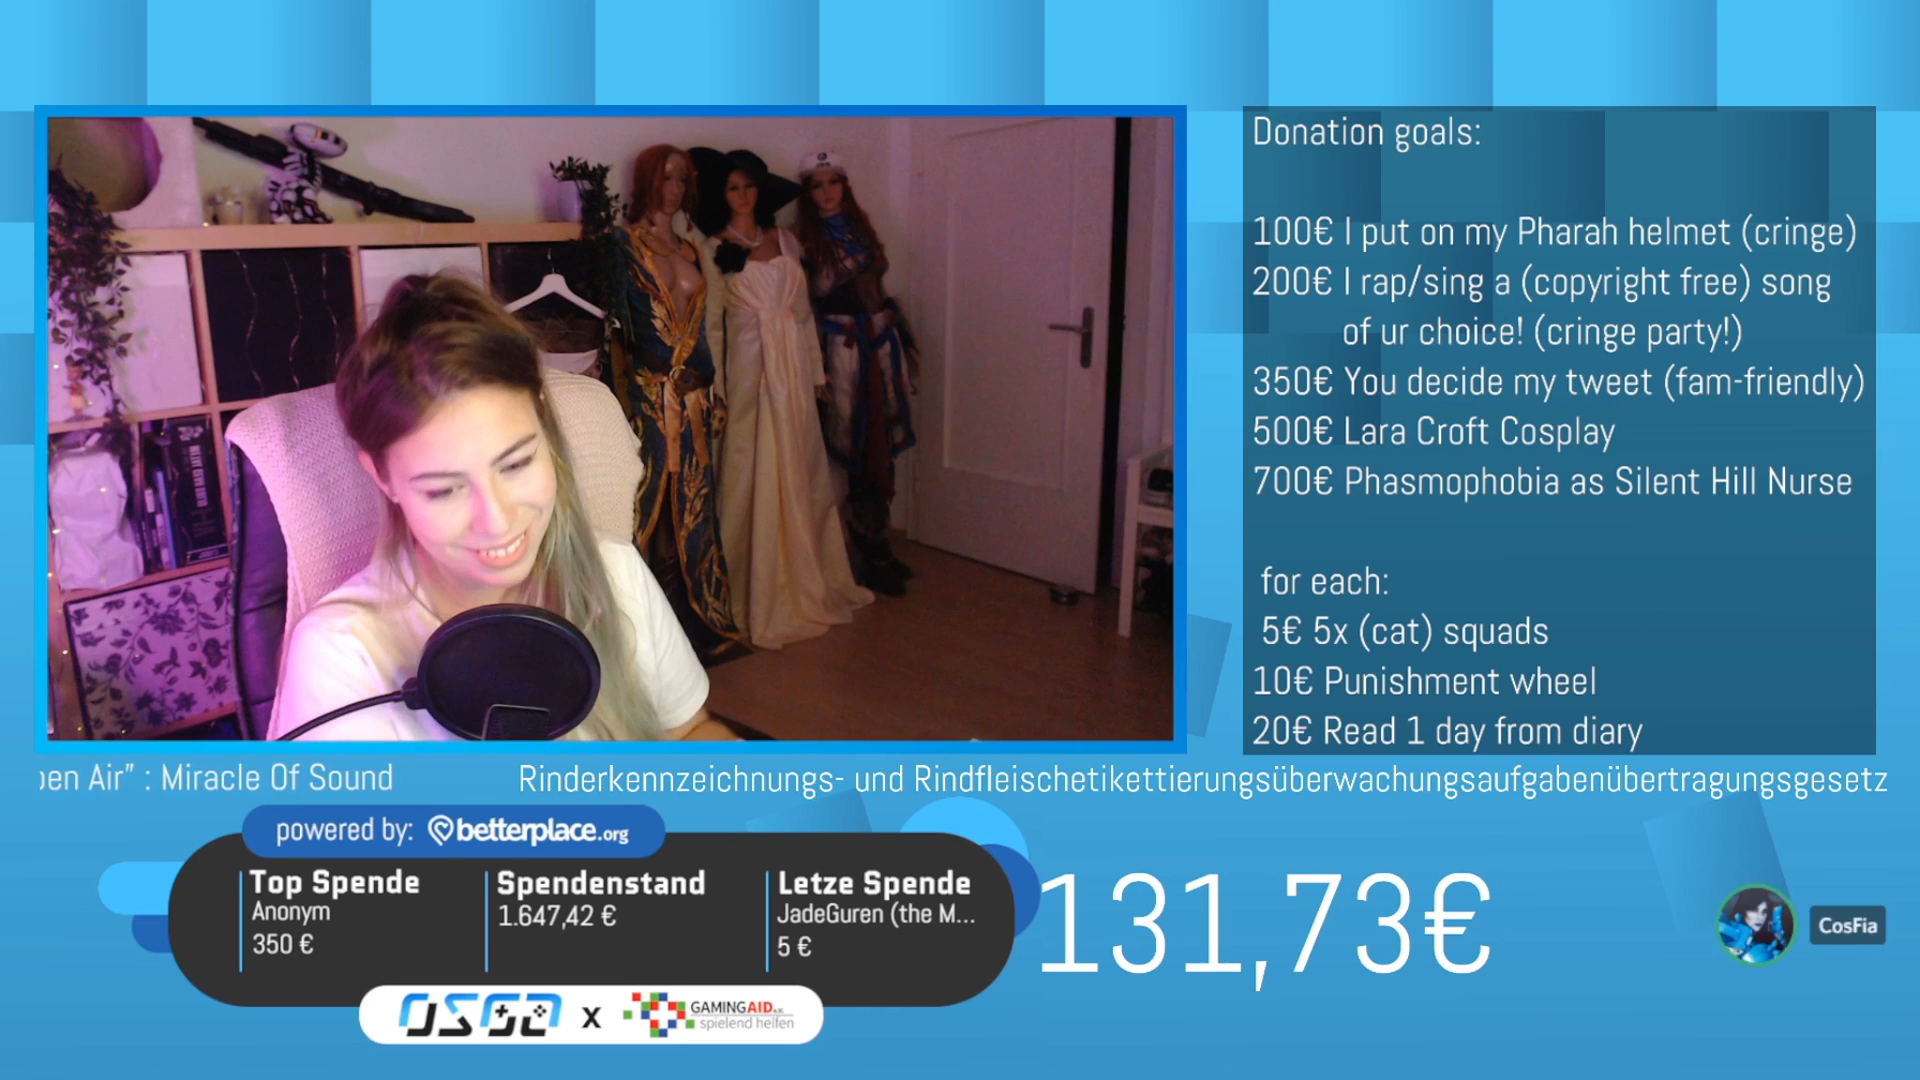 Donation goals:
100€ I put on my Pharah helmet (cringe)
200€ I rap/sing a (copyright free) song
of ur choice! (cringe party!)
350€ You decide my tweet (fam-friendly)
500€ Lara Croft Cosplay
700€ Phasmophobia as Silent Hill Nurse
for each:
5€ 5x (cat) squads
10€ Punishment wheel
20€ Read 1 day from diary
pen Air" : Miracle Of Sound
Rinderkennzeichnungs- und Rindfleischetikettierungsüberwachungsaufgabenübertragungsgesetz
powered by: betterplace.org
Top Spende
Anonym
350 €
Spendenstand
1.647,42 €
Letze Spende
JadeGuren (the M...
5 €
131,73€
CosFia
x
GAMINGAID e.V.
spielend helfen